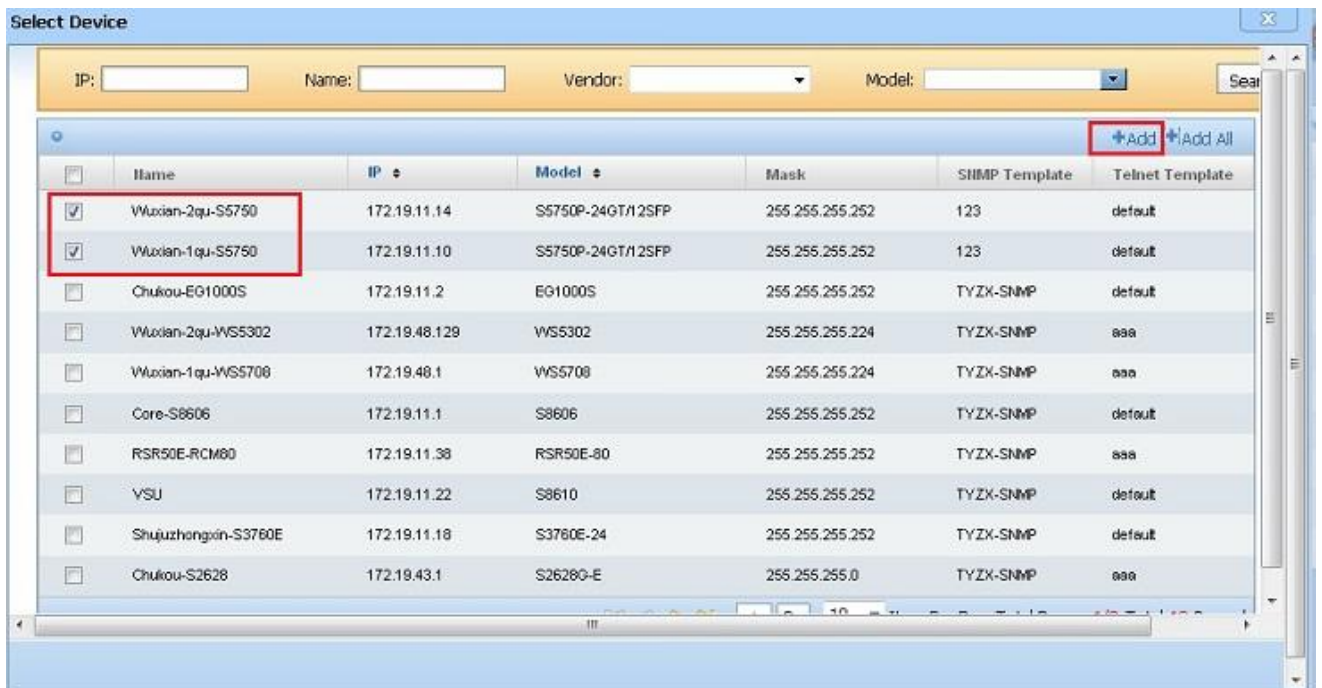 Select Device
IP: Name: Vendor: Model: Sear
Add Add All
Name IP Model Mask SNMP Template Telnet Template
Wuxian-2qu-S5750 172.19.11.14 S5750P-24GT/12SFP 255.255.255.252 123 default
Wuxian-1qu-S5750 172.19.11.10 S5750P-24GT/12SFP 255.255.255.252 123 default
Chukou-EG1000S 172.19.11.2 EG1000S 255.255.255.252 TYZX-SNMP default
Wuxian-2qu-WS5302 172.19.48.129 WS5302 255.255.255.224 TYZX-SNMP aaa
Wuxian-1qu-WS5708 172.19.48.1 WS5708 255.255.255.224 TYZX-SNMP aaa
Core-S8606 172.19.11.1 S8606 255.255.255.252 TYZX-SNMP default
RSR50E-RCM80 172.19.11.38 RSR50E-80 255.255.255.252 TYZX-SNMP aaa
VSU 172.19.11.22 S8610 255.255.255.252 TYZX-SNMP default
Shujuzhongxin-S3760E 172.19.11.18 S3760E-24 255.255.255.252 TYZX-SNMP default
Chukou-S2628 172.19.43.1 S2628G-E 255.255.255.0 TYZX-SNMP aaa